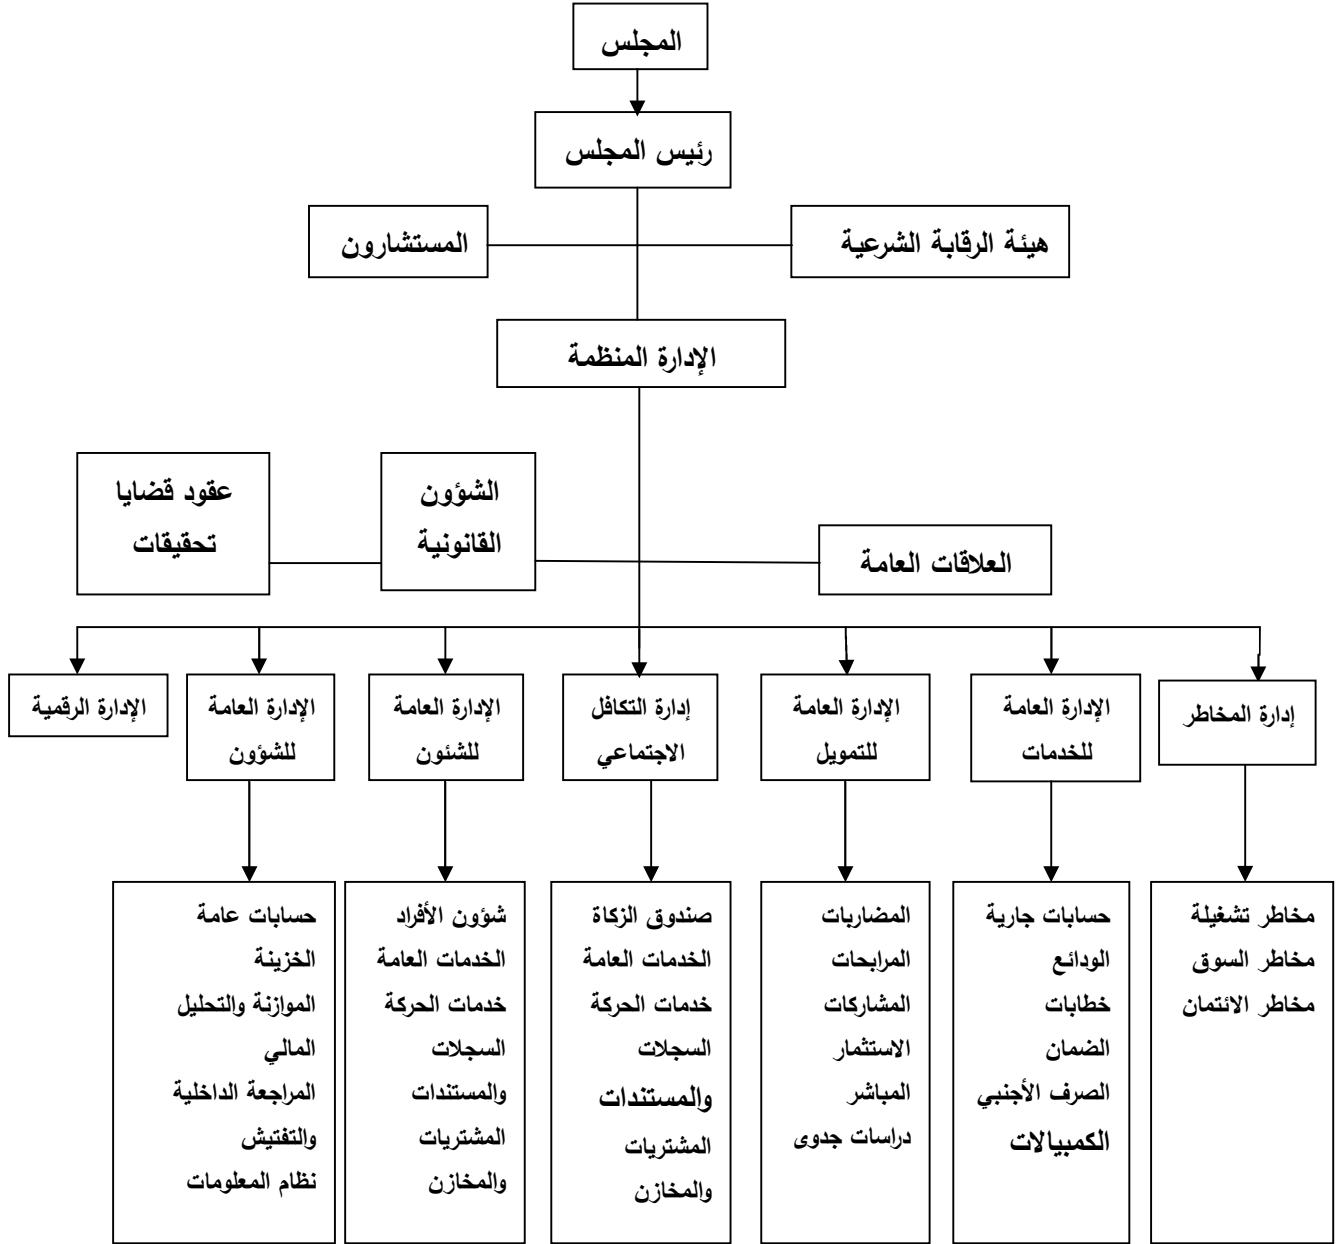 المجلس
رئيس المجلس
هيئة الرقابة الشرعية
المستشارون
الإدارة المنظمة
العلاقات العامة
الشؤون
القانونية
عقود قضايا
تحقيقات
إدارة المخاطر
الإدارة العامة
للخدمات
الإدارة العامة
للتمويل
إدارة التكافل
الاجتماعي
الإدارة العامة
للشئون
الإدارة العامة
للشؤون
الإدارة الرقمية
مخاطر تشغيلة
مخاطر السوق
مخاطر الائتمان
حسابات جارية
الودائع
خطابات
الضمان
الصرف الأجنبي
الكمبيالات
المضاربات
المرابحات
المشاركات
الاستثمار
المباشر
دراسات جدوى
صندوق الزكاة
الخدمات العامة
خدمات الحركة
السجلات
والمستندات
المشتريات
والمخازن
شؤون الأفراد
الخدمات العامة
خدمات الحركة
السجلات
والمستندات
المشتريات
والمخازن
حسابات عامة
الخزينة
الموازنة والتحليل
المالي
المراجعة الداخلية
والتفتيش
نظام المعلومات